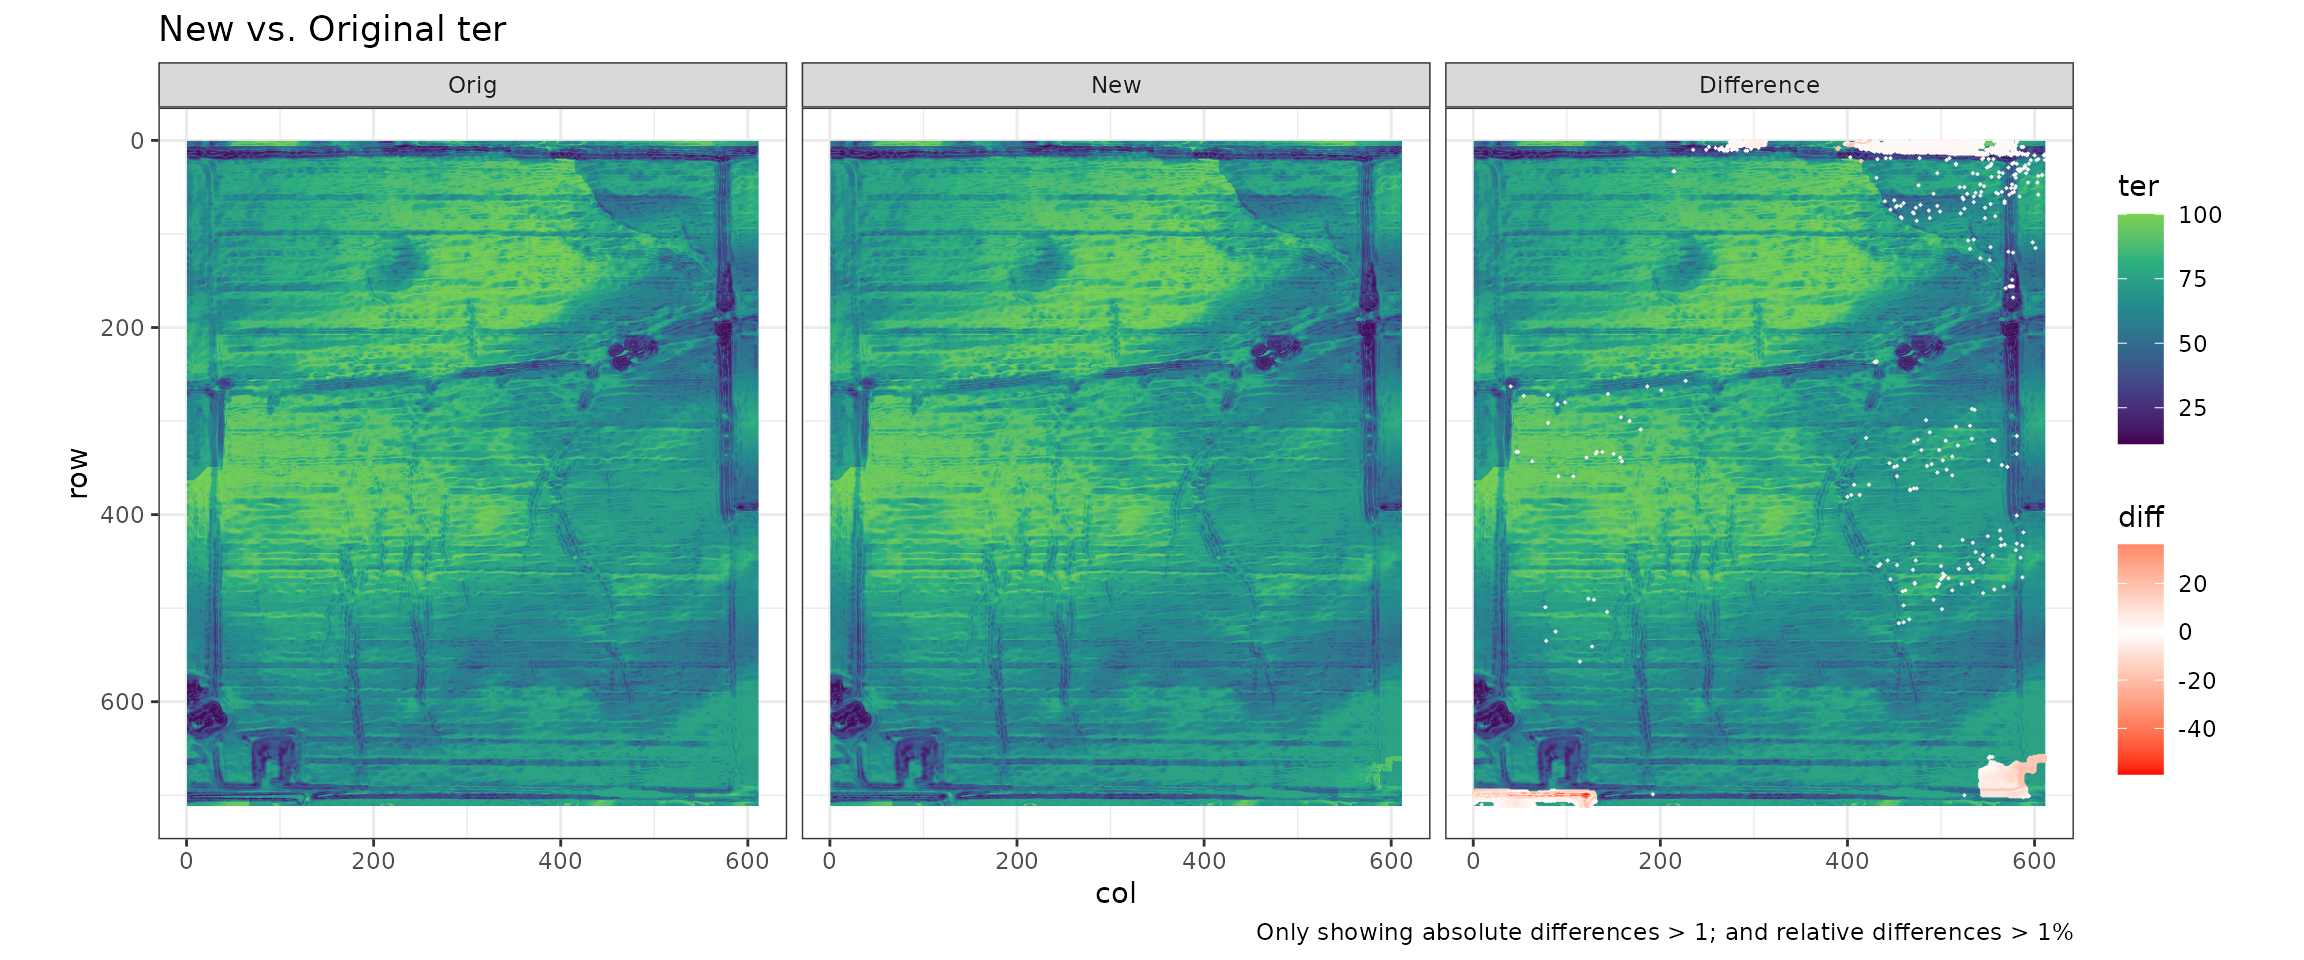 New vs. Original ter
Orig New Difference
row
0
200
400
600
0 200 400 600 0 200 400 600 0 200 400 600
col
ter
100
75
50
25
diff
20
0
-20
-40
Only showing absolute differences > 1; and relative differences > 1%